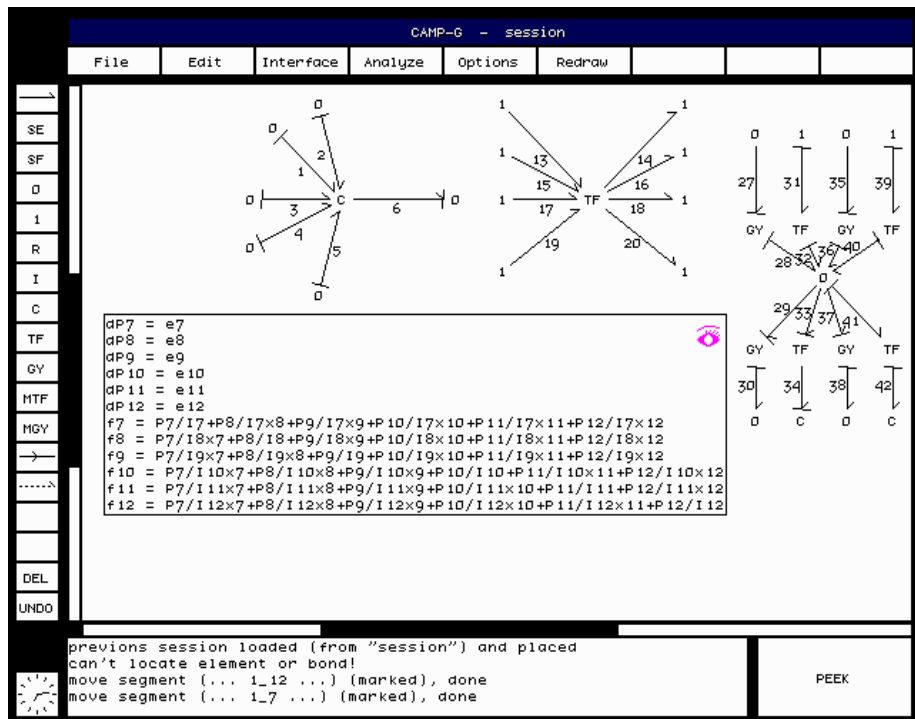 CAMP-G - session
File Edit Interface Analyze Options Redraw
SE
SF
0
1
R
I
C
TF
GY
MTF
MGY
DEL
UNDO
0
0
2
1
0
3
C
6
0
4
0
5
0
1
1
1
13
14
1
15
16
1
17
TF
18
1
19
20
1
1
0 1 0 1
27 31 35 39
GY TF GY TF
28 32 36 40
0
29 33 37 41
GY TF GY TF
30 34 38 42
0 C 0 C
dP7 = e7
dP8 = e8
dP9 = e9
dP10 = e10
dP11 = e11
dP12 = e12
f7 = P7/I7+P8/I7x8+P9/I7x9+P10/I7x10+P11/I7x11+P12/I7x12
f8 = P7/I8x7+P8/I8+P9/I8x9+P10/I8x10+P11/I8x11+P12/I8x12
f9 = P7/I9x7+P8/I9x8+P9/I9+P10/I9x10+P11/I9x11+P12/I9x12
f10 = P7/I10x7+P8/I10x8+P9/I10x9+P10/I10+P11/I10x11+P12/I10x12
f11 = P7/I11x7+P8/I11x8+P9/I11x9+P10/I11x10+P11/I11+P12/I11x12
f12 = P7/I12x7+P8/I12x8+P9/I12x9+P10/I12x10+P11/I12x11+P12/I12
previons session loaded (from "session") and placed
can't locate element or bond!
move segment (... 1_12 ...) (marked), done
move segment (... 1_7 ...) (marked), done
PEEK